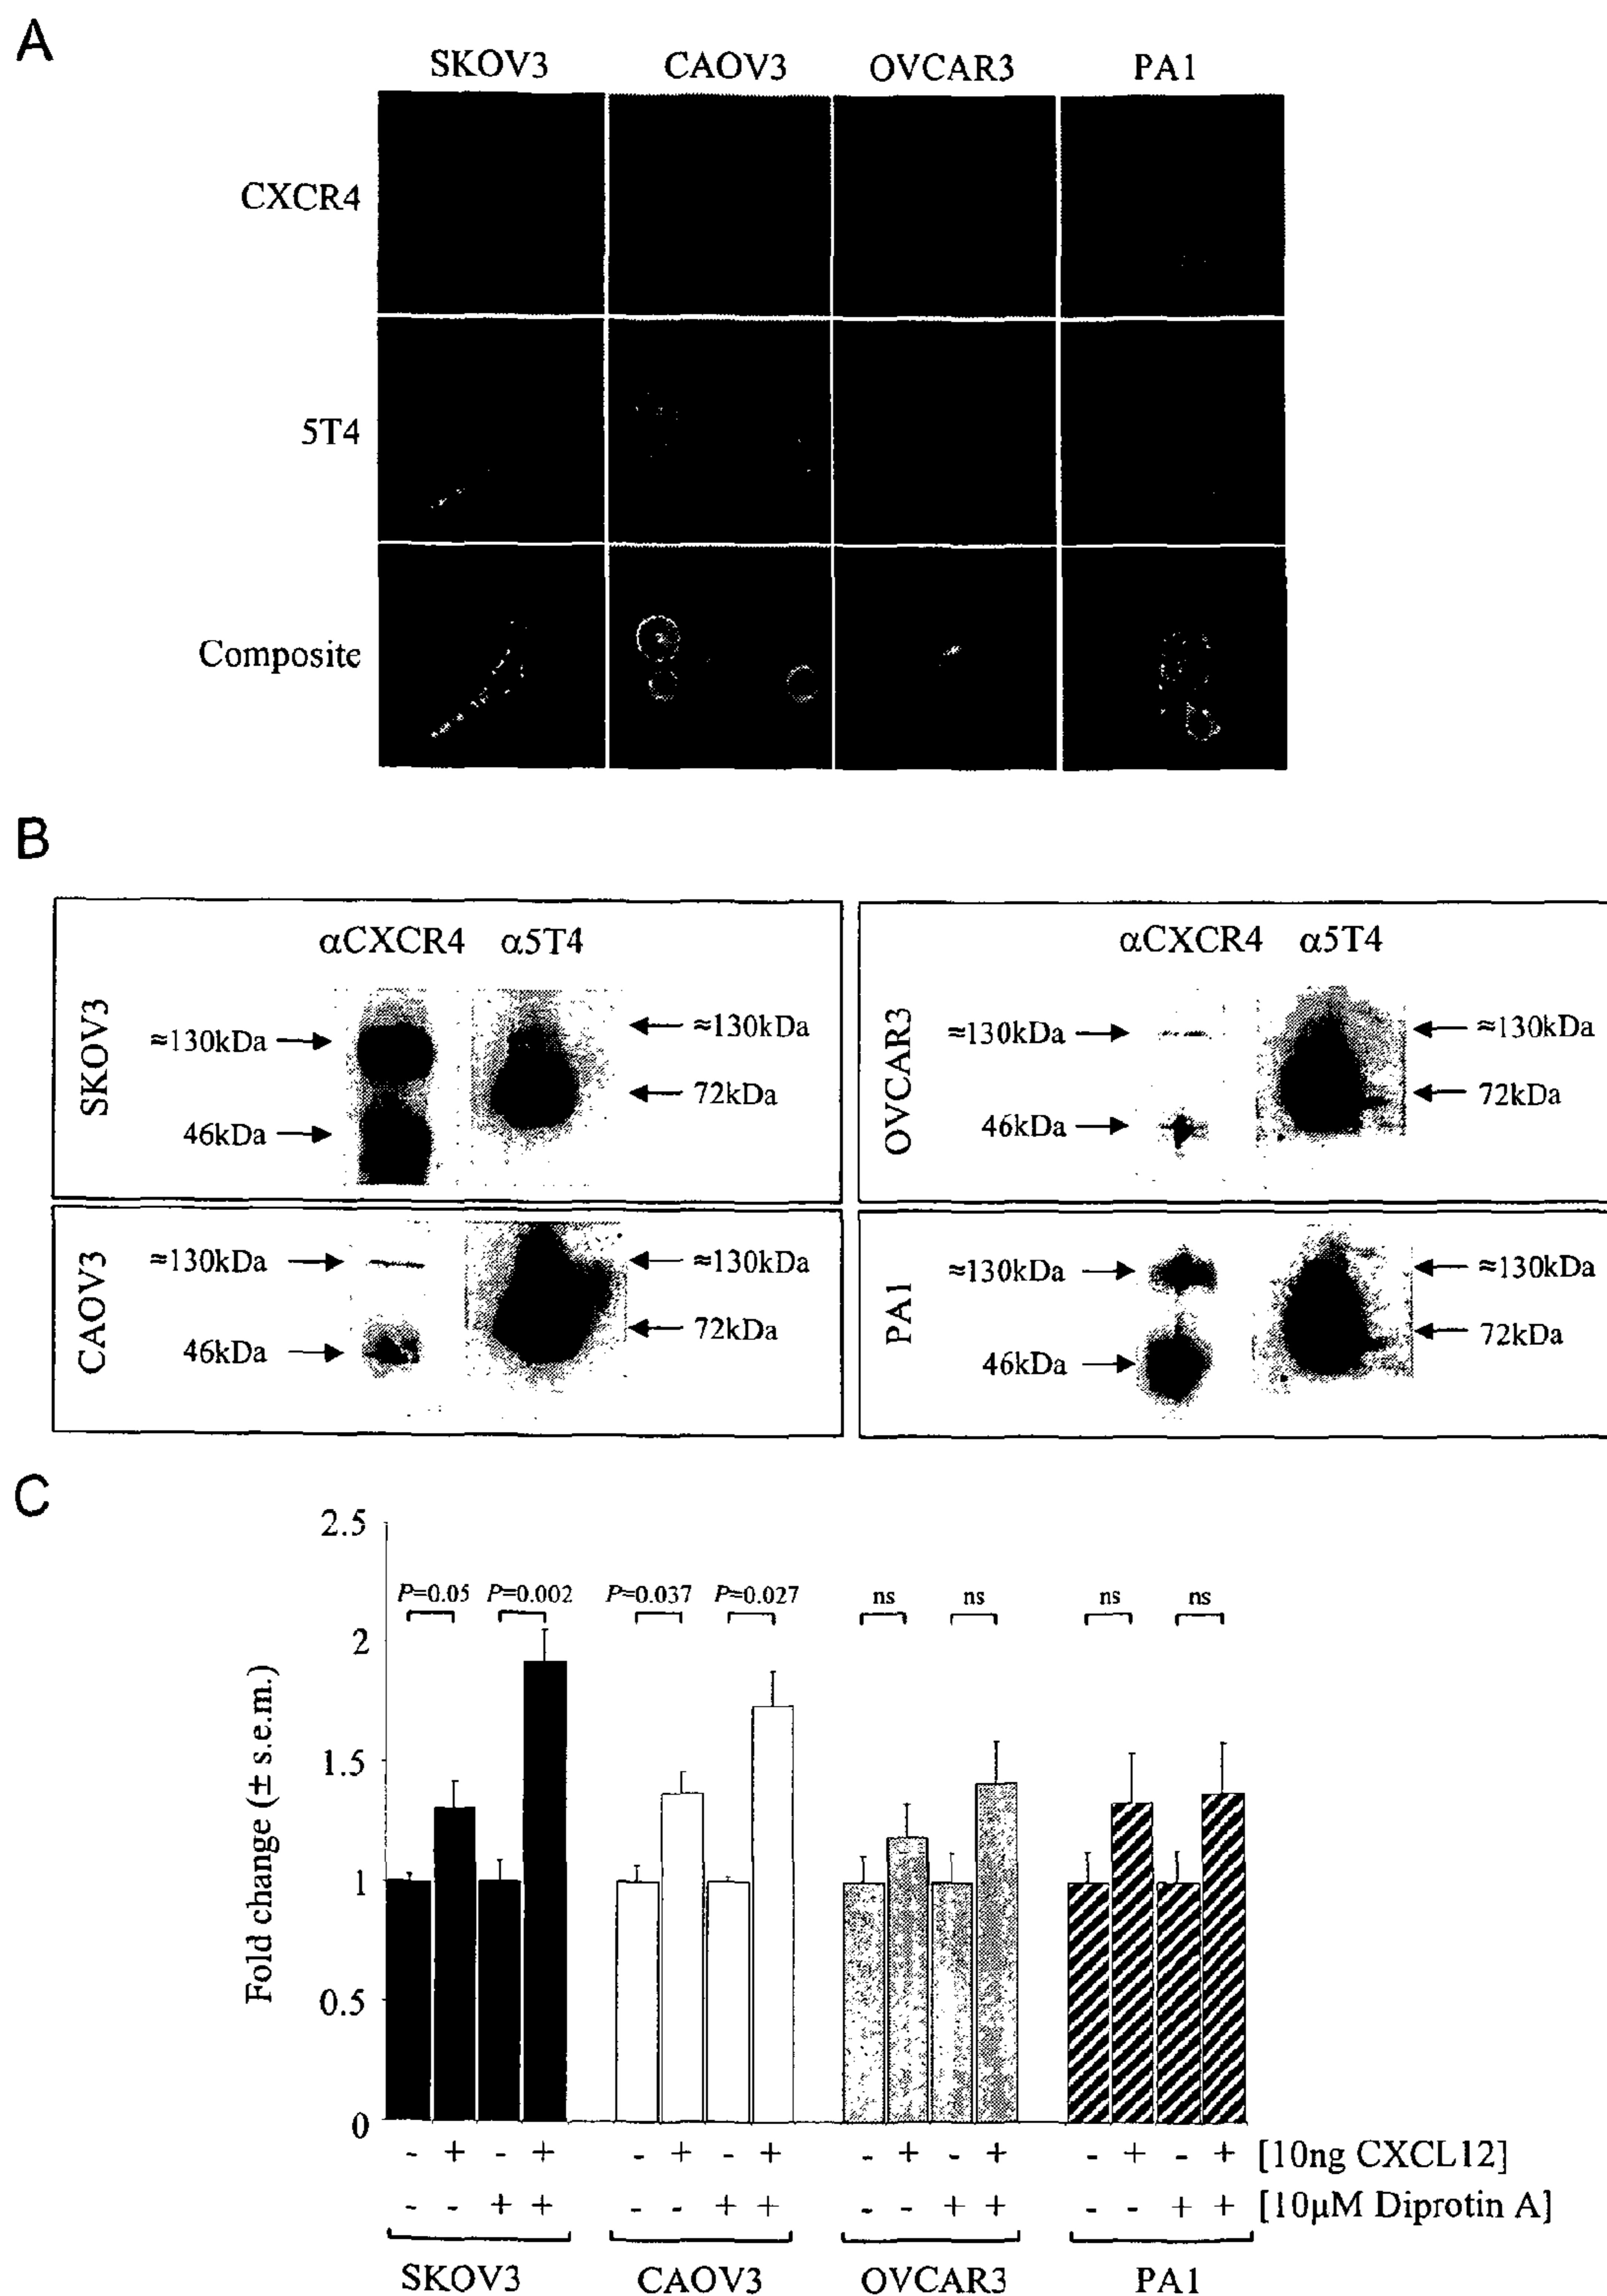 A
SKOV3 CAOV3 OVCAR3 PA1
CXCR4
5T4
Composite
B
SKOV3
αCXCR4 α5T4
≈130kDa
46kDa
≈130kDa
72kDa
OVCAR3
αCXCR4 α5T4
≈130kDa
46kDa
≈130kDa
72kDa
CAOV3
≈130kDa
46kDa
≈130kDa
72kDa
PA1
≈130kDa
46kDa
≈130kDa
72kDa
C
Fold change (± s.e.m.)
2.5
2
1.5
1
0.5
0
P=0.05 P=0.002 P=0.037 P=0.027 ns ns ns ns
- + - + - + - + - + - + - + - + [10ng CXCL12]
- - + + - - + + - - + + - - + + [10μM Diprotin A]
SKOV3 CAOV3 OVCAR3 PA1